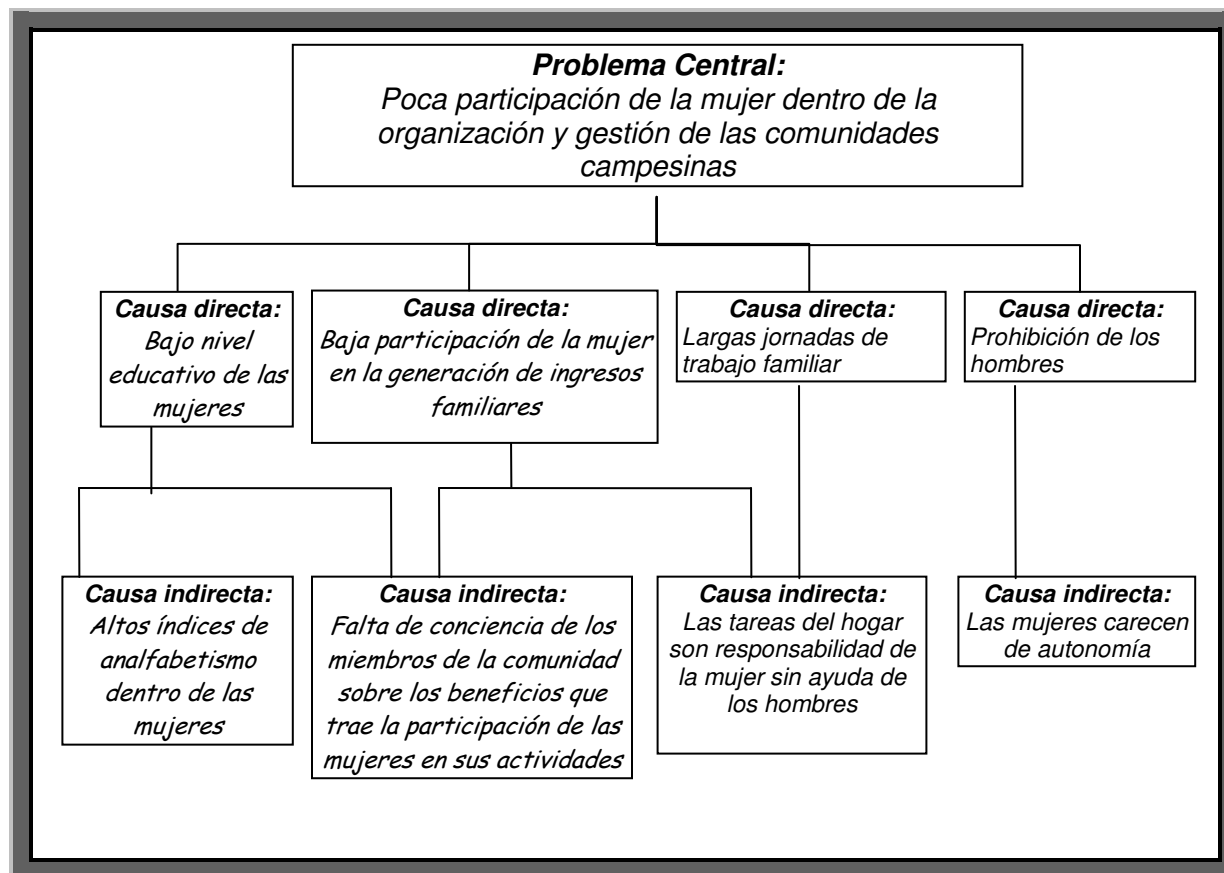 Problema Central:
Poca participación de la mujer dentro de la
organización y gestión de las comunidades
campesinas
Causa directa:
Bajo nivel
educativo de las
mujeres
Causa directa:
Baja participación de la mujer
en la generación de ingresos
familiares
Causa directa:
Largas jornadas de
trabajo familiar
Causa directa:
Prohibición de los
hombres
Causa indirecta:
Altos índices de
analfabetismo
dentro de las
mujeres
Causa indirecta:
Falta de conciencia de los
miembros de la comunidad
sobre los beneficios que
trae la participación de las
mujeres en sus actividades
Causa indirecta:
Las tareas del hogar
son responsabilidad de
la mujer sin ayuda de
los hombres
Causa indirecta:
Las mujeres carecen
de autonomía